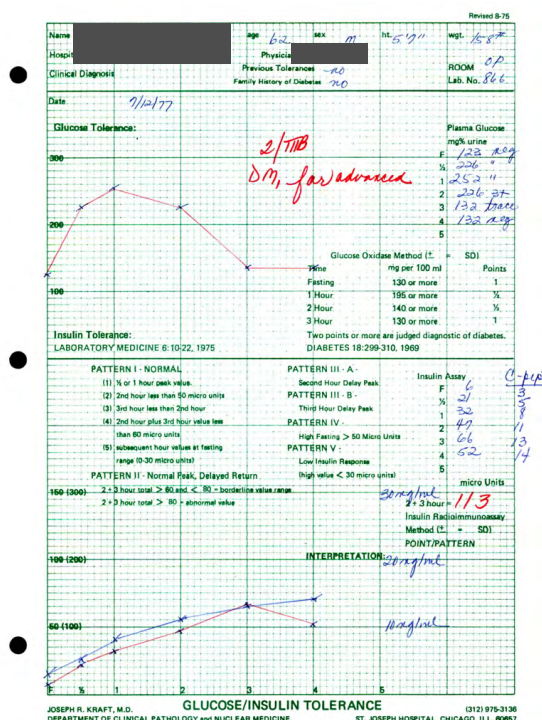 Revised 8-75
Name age 62 sex m ht. 5'7" wgt. 158#
Hospit Physicia OP
Clinical Diagnosis Previous Tolerances -no ROOM
Family History of Diabetes no Lab. No. 866
Date 7/12/77
Glucose Tolerance: Plasma Glucose
mg% urine
2/IIIB
DM, far advanced
F 123 neg
½ 226 "
1 252 "
2 226 3+
3 132 trace
4 132 neg
5
300
200
100
Glucose Oxidase Method (± = SD)
Time mg per 100 ml Points
Fasting 130 or more 1
1 Hour 195 or more ½
2 Hour 140 or more ½
3 Hour 130 or more 1
Insulin Tolerance: Two points or more are judged diagnostic of diabetes.
LABORATORY MEDICINE 6:10-22, 1975 DIABETES 18:299-310, 1969
PATTERN I - NORMAL
(1) ½ or 1 hour peak value.
(2) 2nd hour less than 50 micro units
(3) 3rd hour less than 2nd hour
(4) 2nd hour plus 3rd hour value less
than 60 micro units
(5) subsequent hour values at fasting
range (0-30 micro units)
PATTERN II - Normal Peak, Delayed Return
2 + 3 hour total > 60 and < 80 = borderline value range
2 + 3 hour total > 80 = abnormal value
PATTERN III - A -
Second Hour Delay Peak
PATTERN III - B -
Third Hour Delay Peak
PATTERN IV -
High Fasting > 50 Micro Units
PATTERN V -
Low Insulin Response
(high value < 30 micro units)
Insulin Assay C-pep
F 6 3
½ 21 5
1 32 8
2 47 11
3 66 13
4 52 14
5
micro Units
2 + 3 hour = 113
Insulin Radioimmunoassay
Method (± = SD)
POINT/PATTERN
INTERPRETATION:
150 (300) 30ng/ml
100 (200) 20ng/ml
50 (100) 10ng/ml
F ½ 1 2 3 4 5
JOSEPH R. KRAFT, M.D. GLUCOSE/INSULIN TOLERANCE (312) 975-3136
DEPARTMENT OF CLINICAL PATHOLOGY and NUCLEAR MEDICINE ST. JOSEPH HOSPITAL, CHICAGO, ILL. 60657